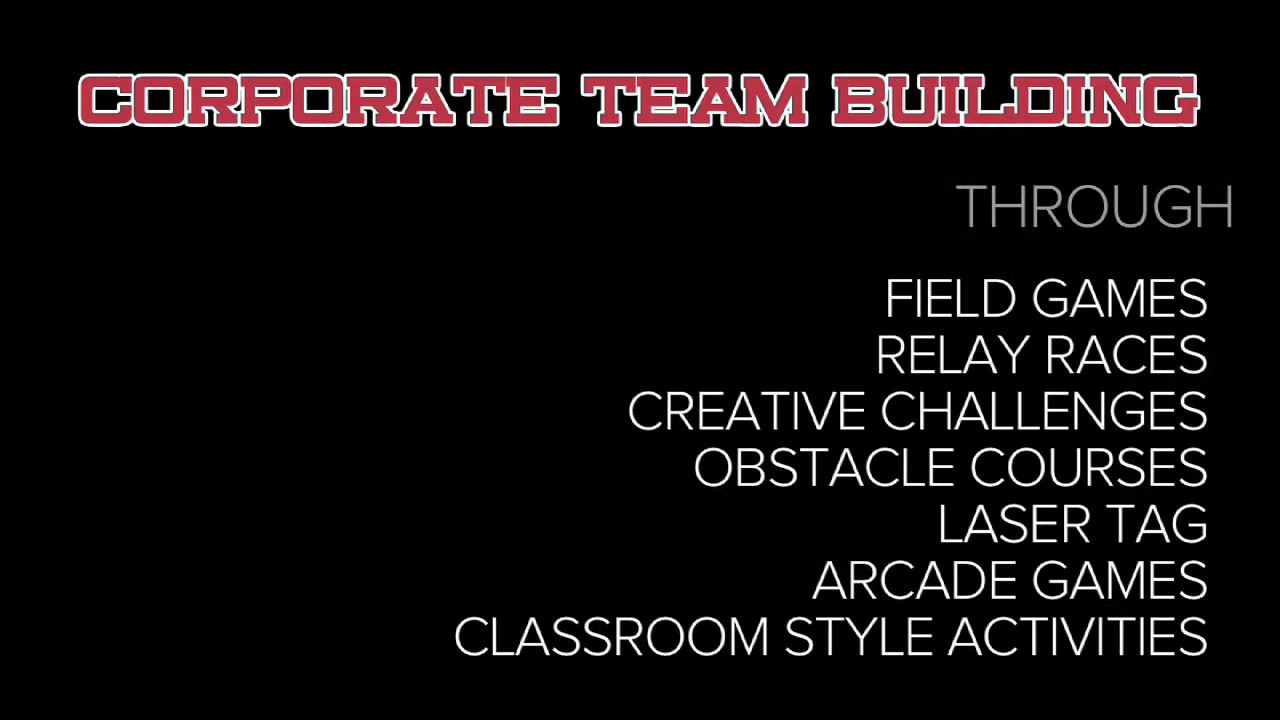 CORPORATE TEAM BUILDING
THROUGH
FIELD GAMES
RELAY RACES
CREATIVE CHALLENGES
OBSTACLE COURSES
LASER TAG
ARCADE GAMES
CLASSROOM STYLE ACTIVITIES